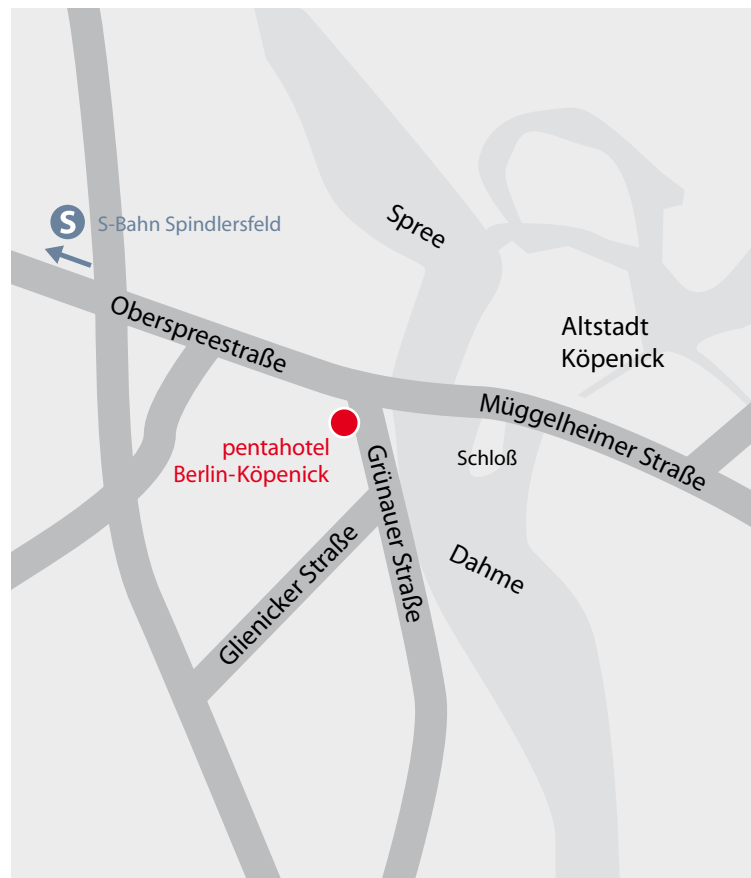 Spree
S
S-Bahn Spindlersfeld
Oberspreestraße
Altstadt
Köpenick
Müggelheimer Straße
pentahotel
Berlin-Köpenick
Schloß
Grünauer Straße
Glienicker Straße
Dahme